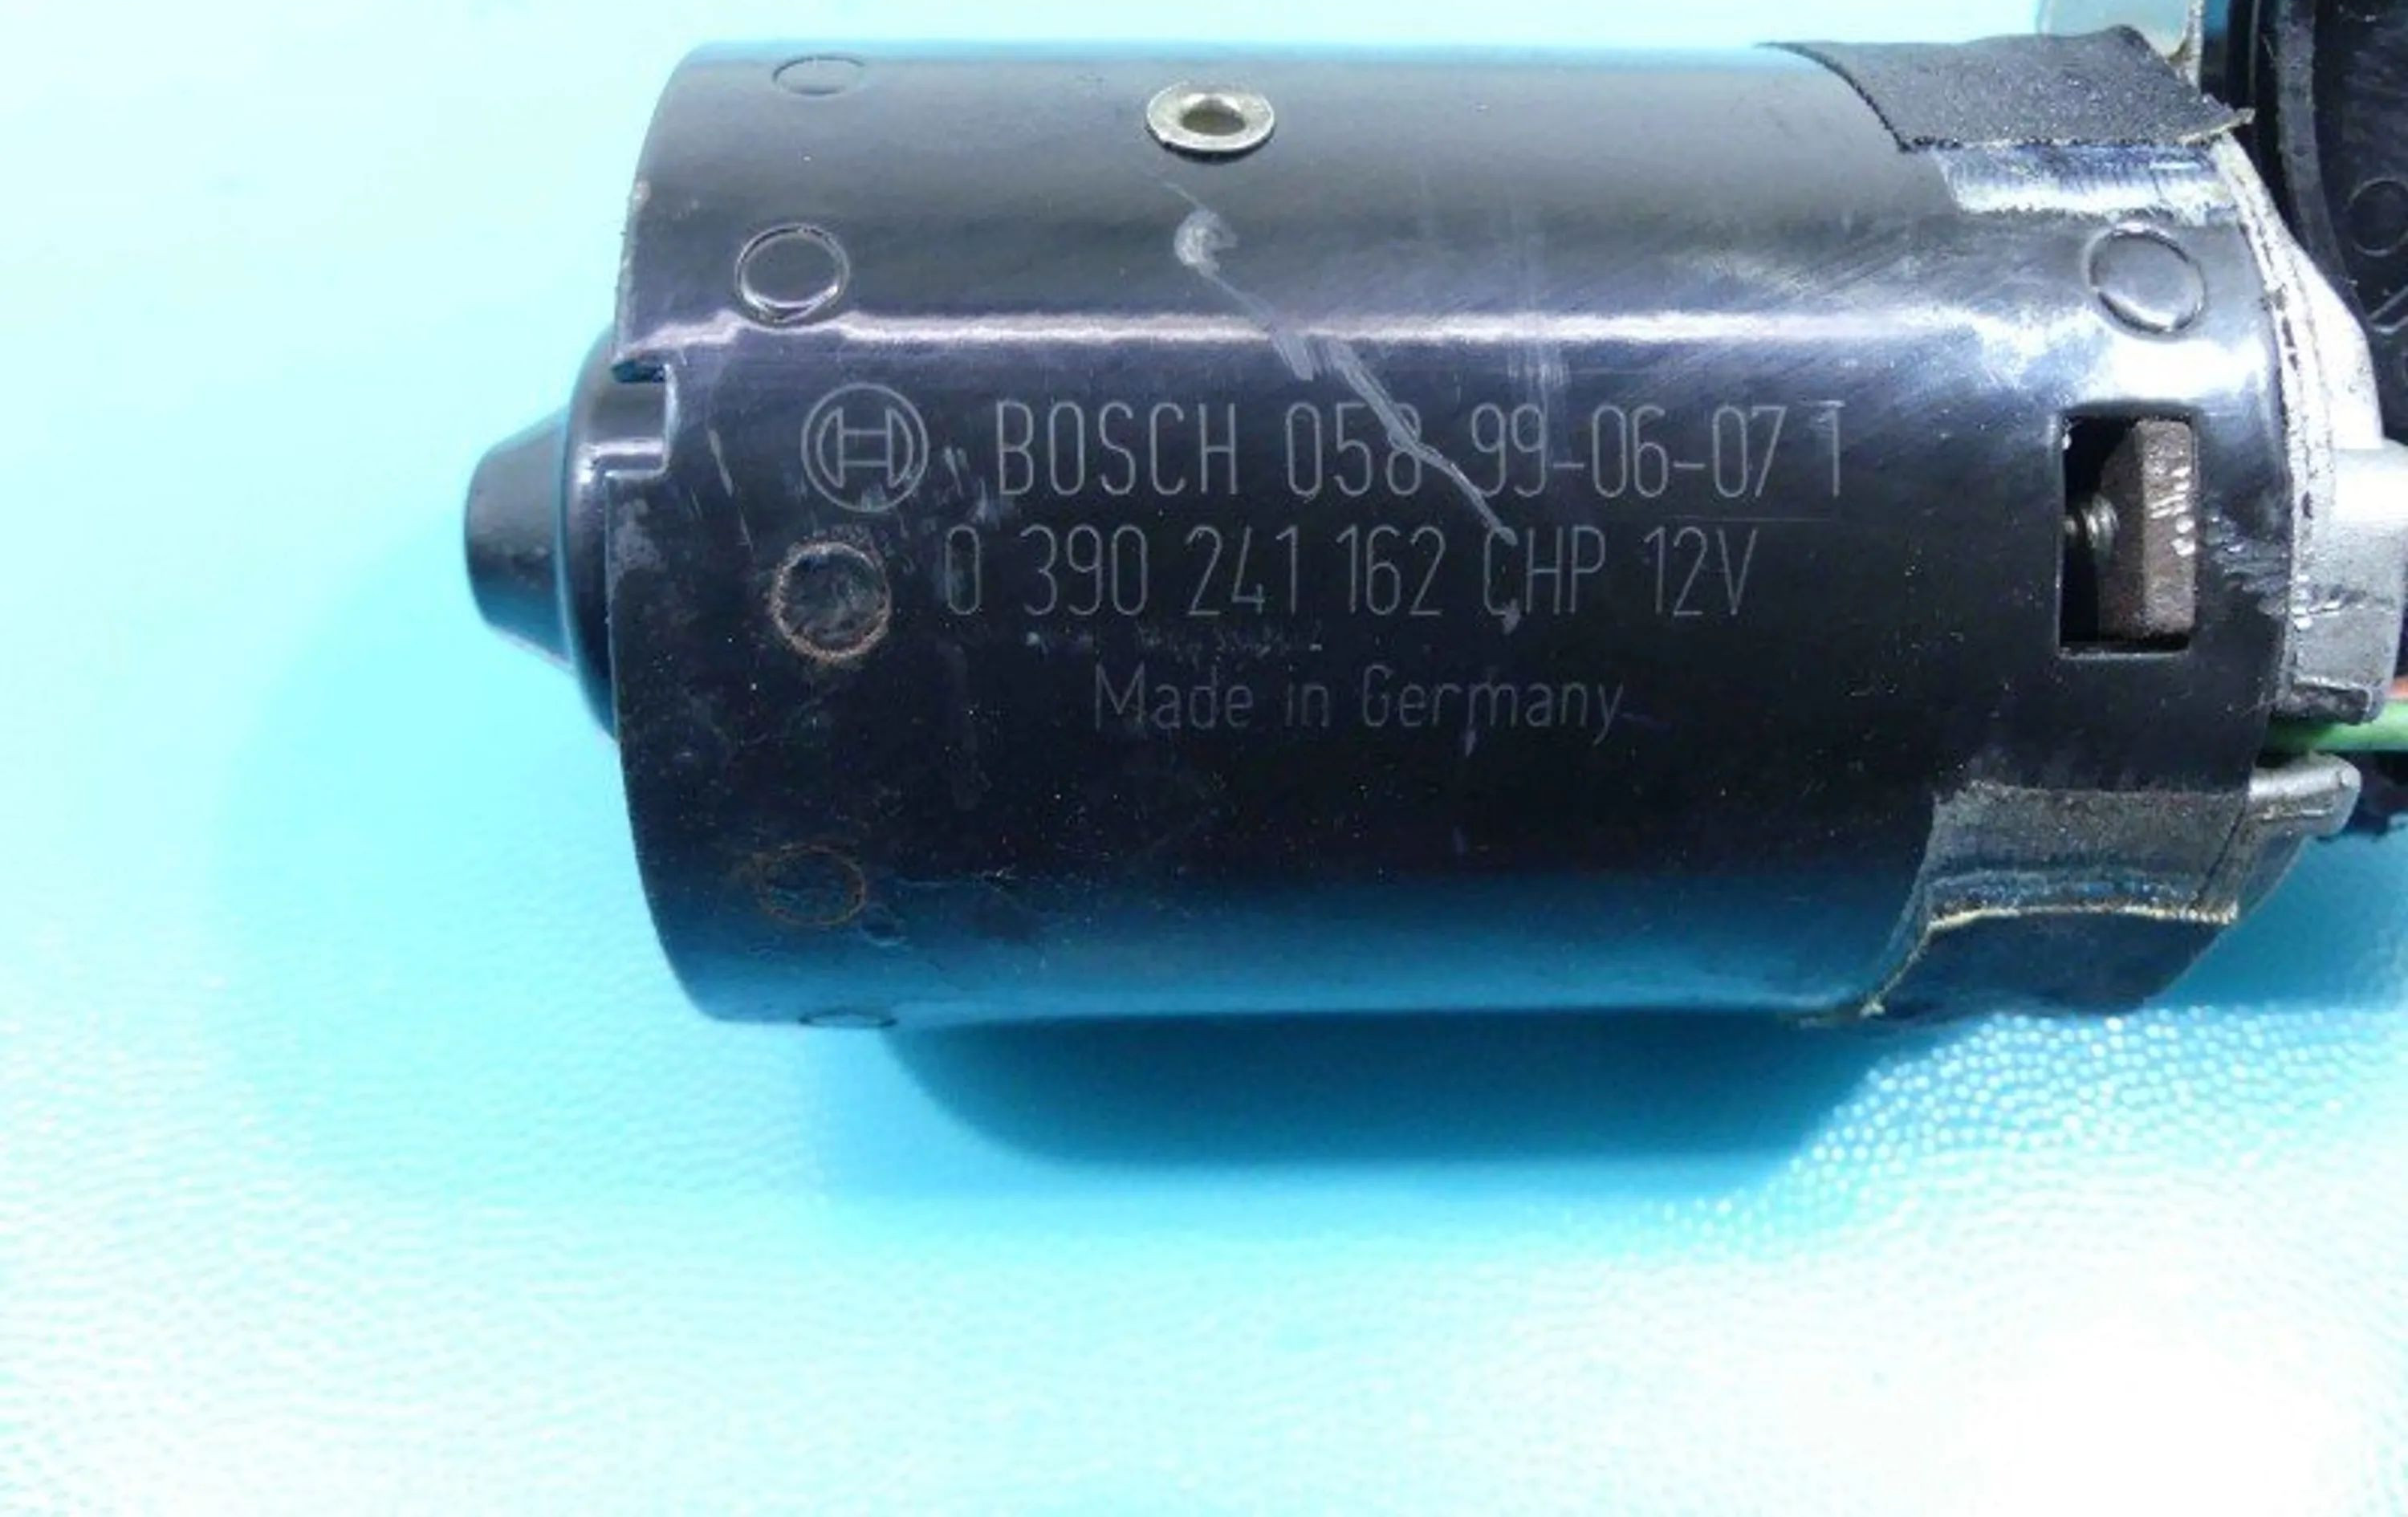 BOSCH 058 99-06-07 1
0 390 241 162 CHP 12V
Made in Germany